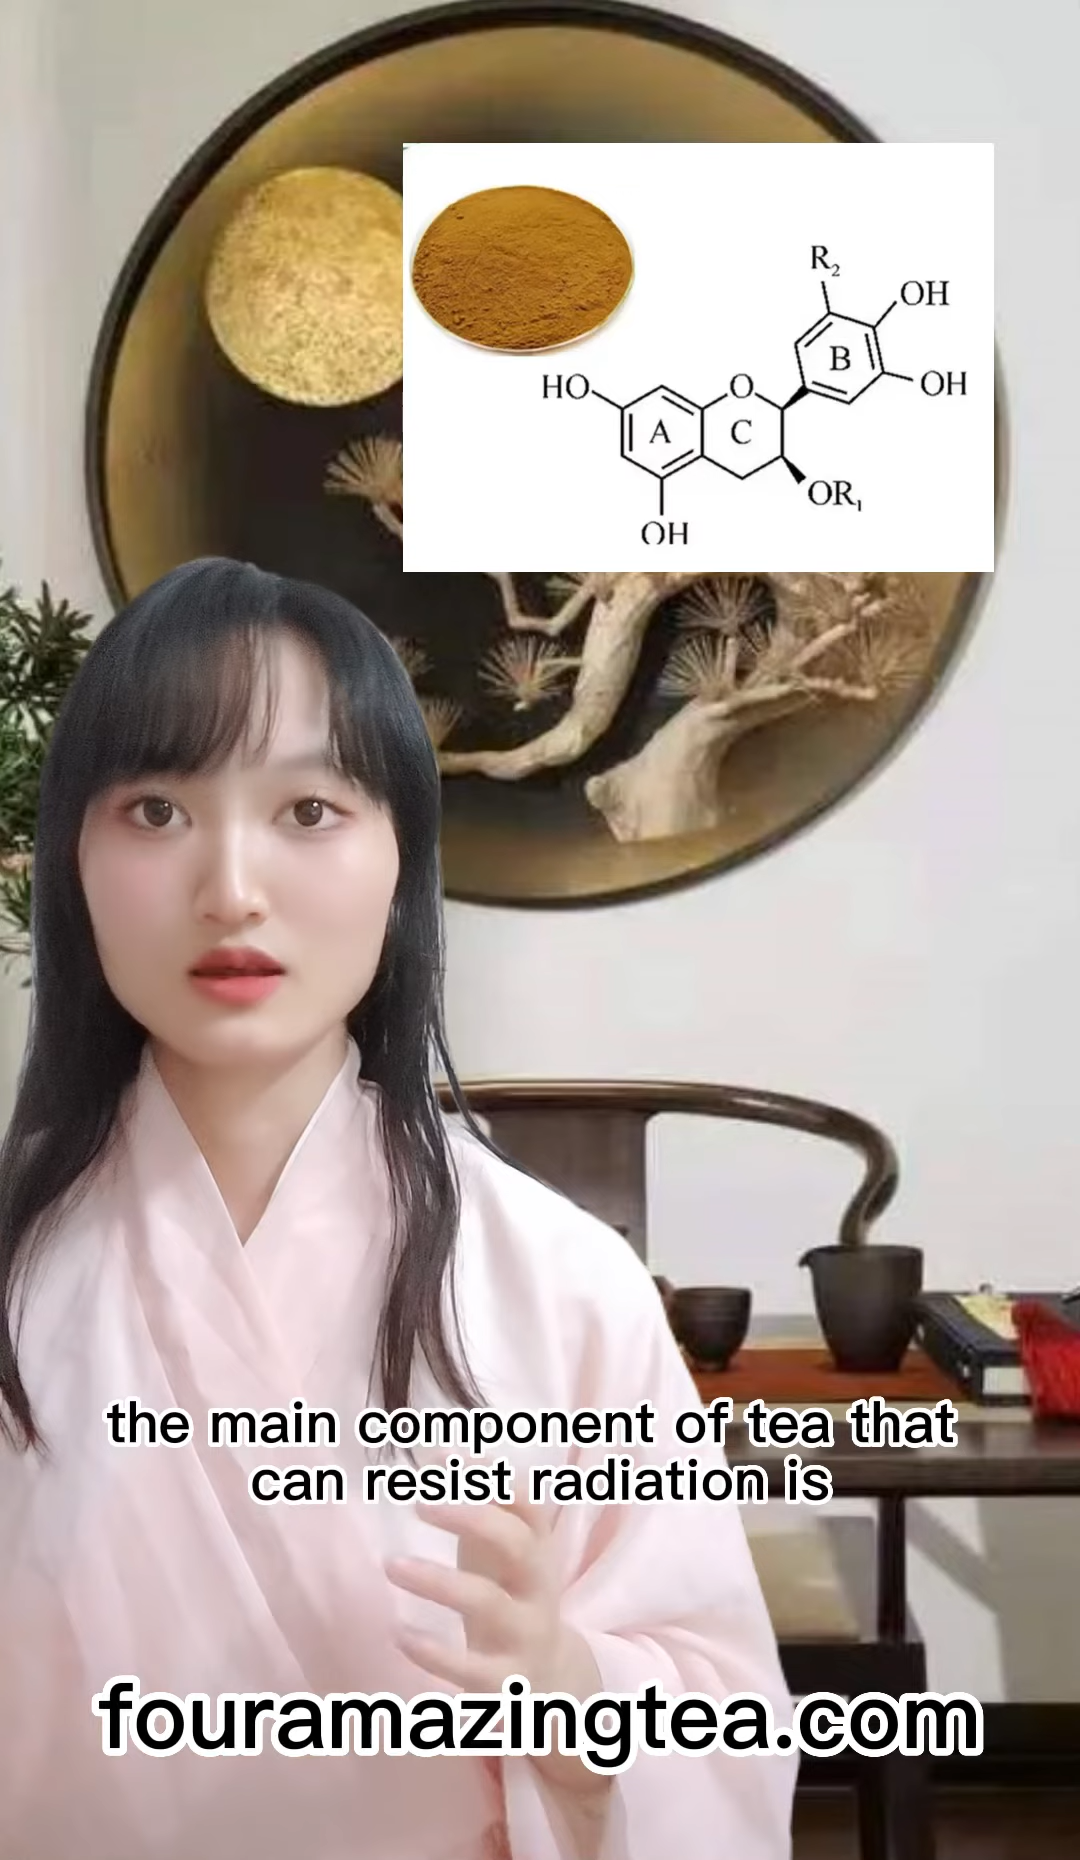 R₂
OH
B
HO
O
OH
A
C
OR₁
OH
the main component of tea that
can resist radiation is
fouramazingtea.com